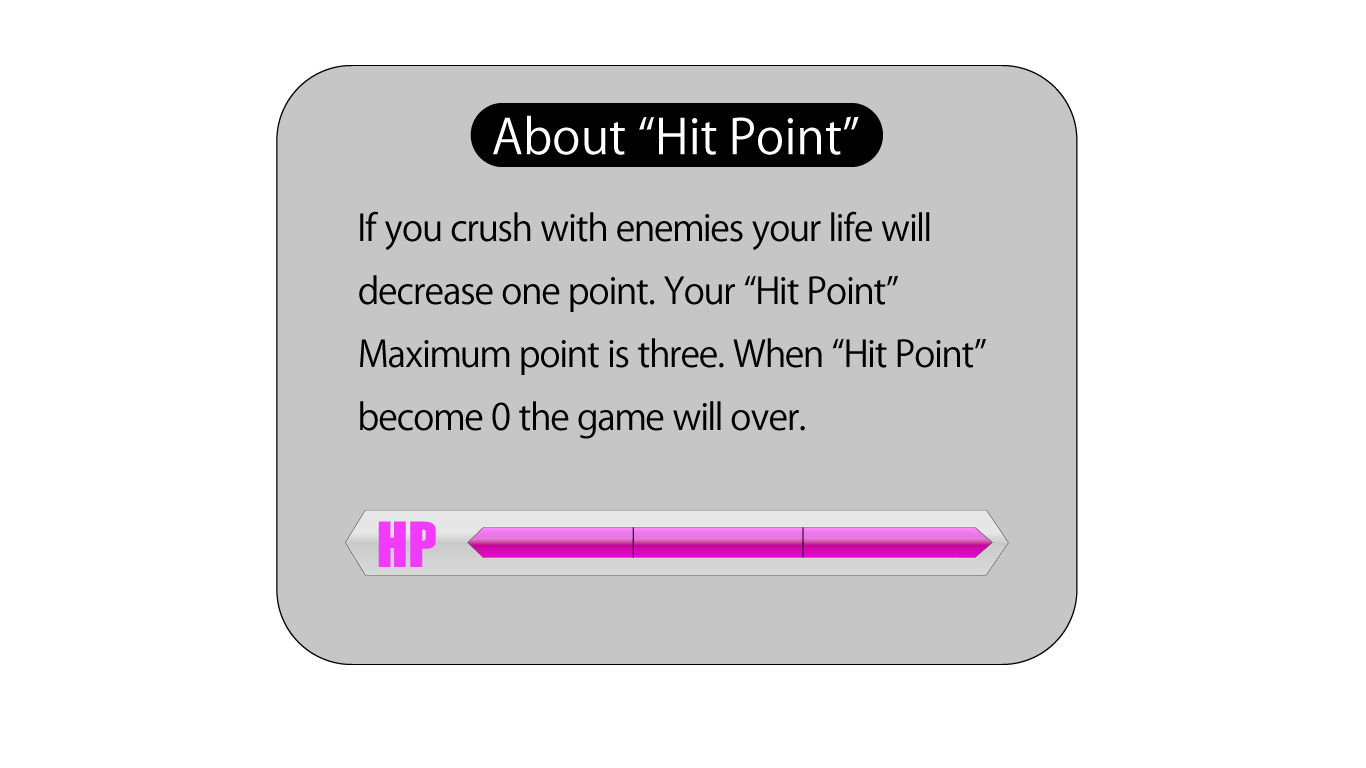 About “Hit Point”
If you crush with enemies your life will
decrease one point. Your “Hit Point”
Maximum point is three. When “Hit Point”
become 0 the game will over.
HP